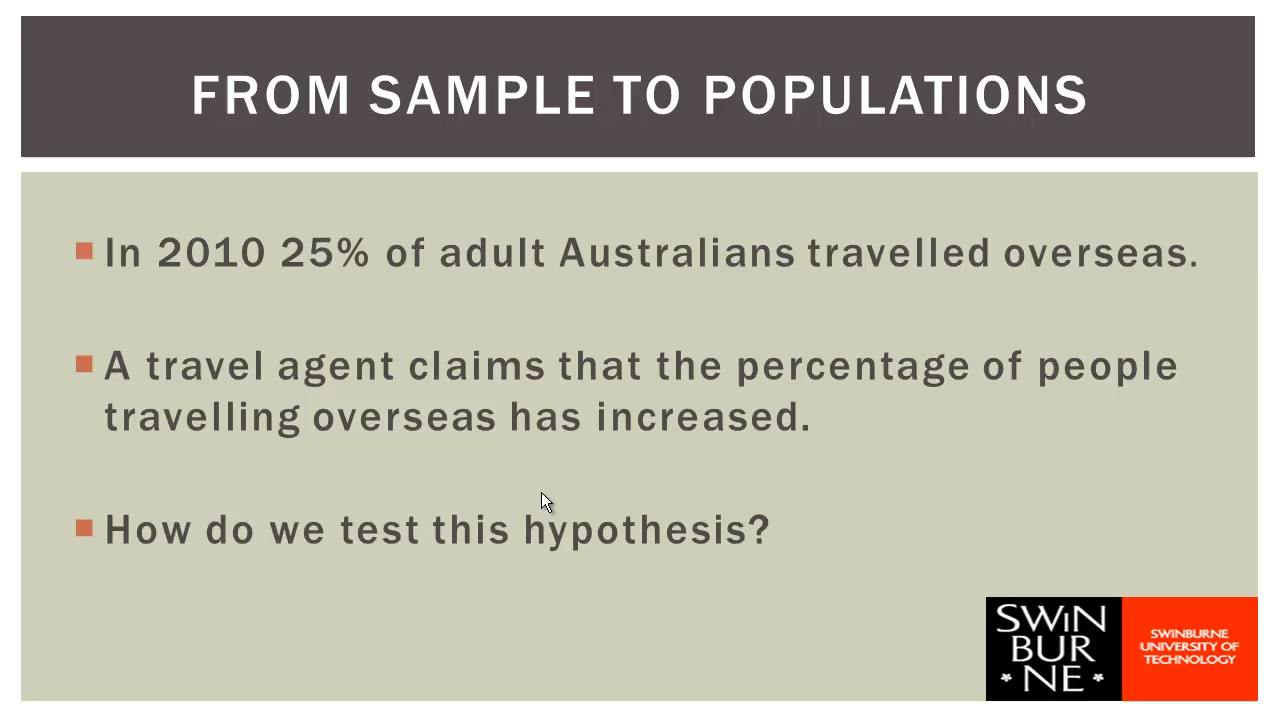 FROM SAMPLE TO POPULATIONS
In 2010 25% of adult Australians travelled overseas.
A travel agent claims that the percentage of people
travelling overseas has increased.
How do we test this hypothesis?
SWIN
BUR
NE
SWINBURNE
UNIVERSITY OF
TECHNOLOGY